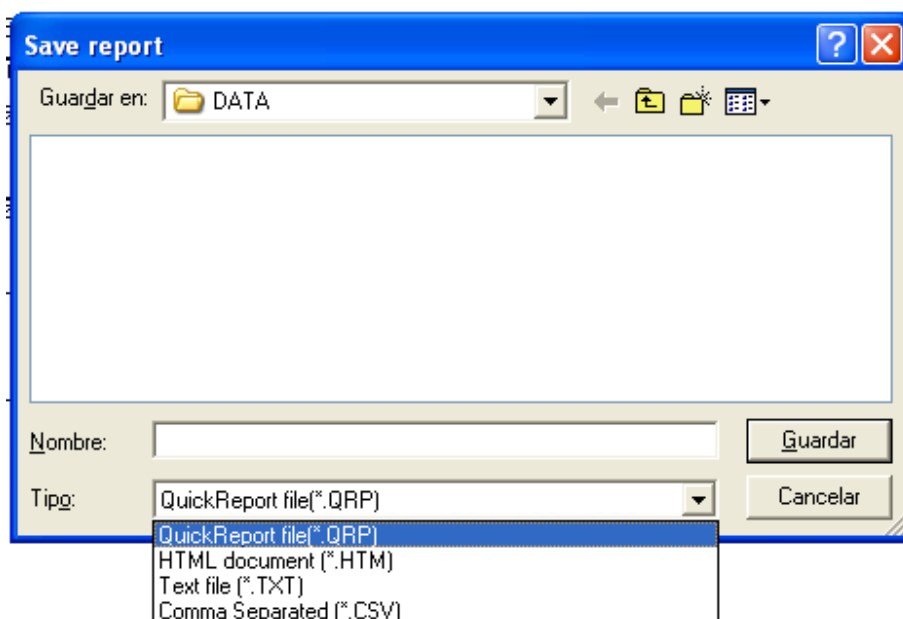 Save report
Guardar en: DATA
Nombre: Guardar
Tipo: QuickReport file(*.QRP) Cancelar
QuickReport file(*.QRP)
HTML document (*.HTM)
Text file (*.TXT)
Comma Separated (*.CSV)